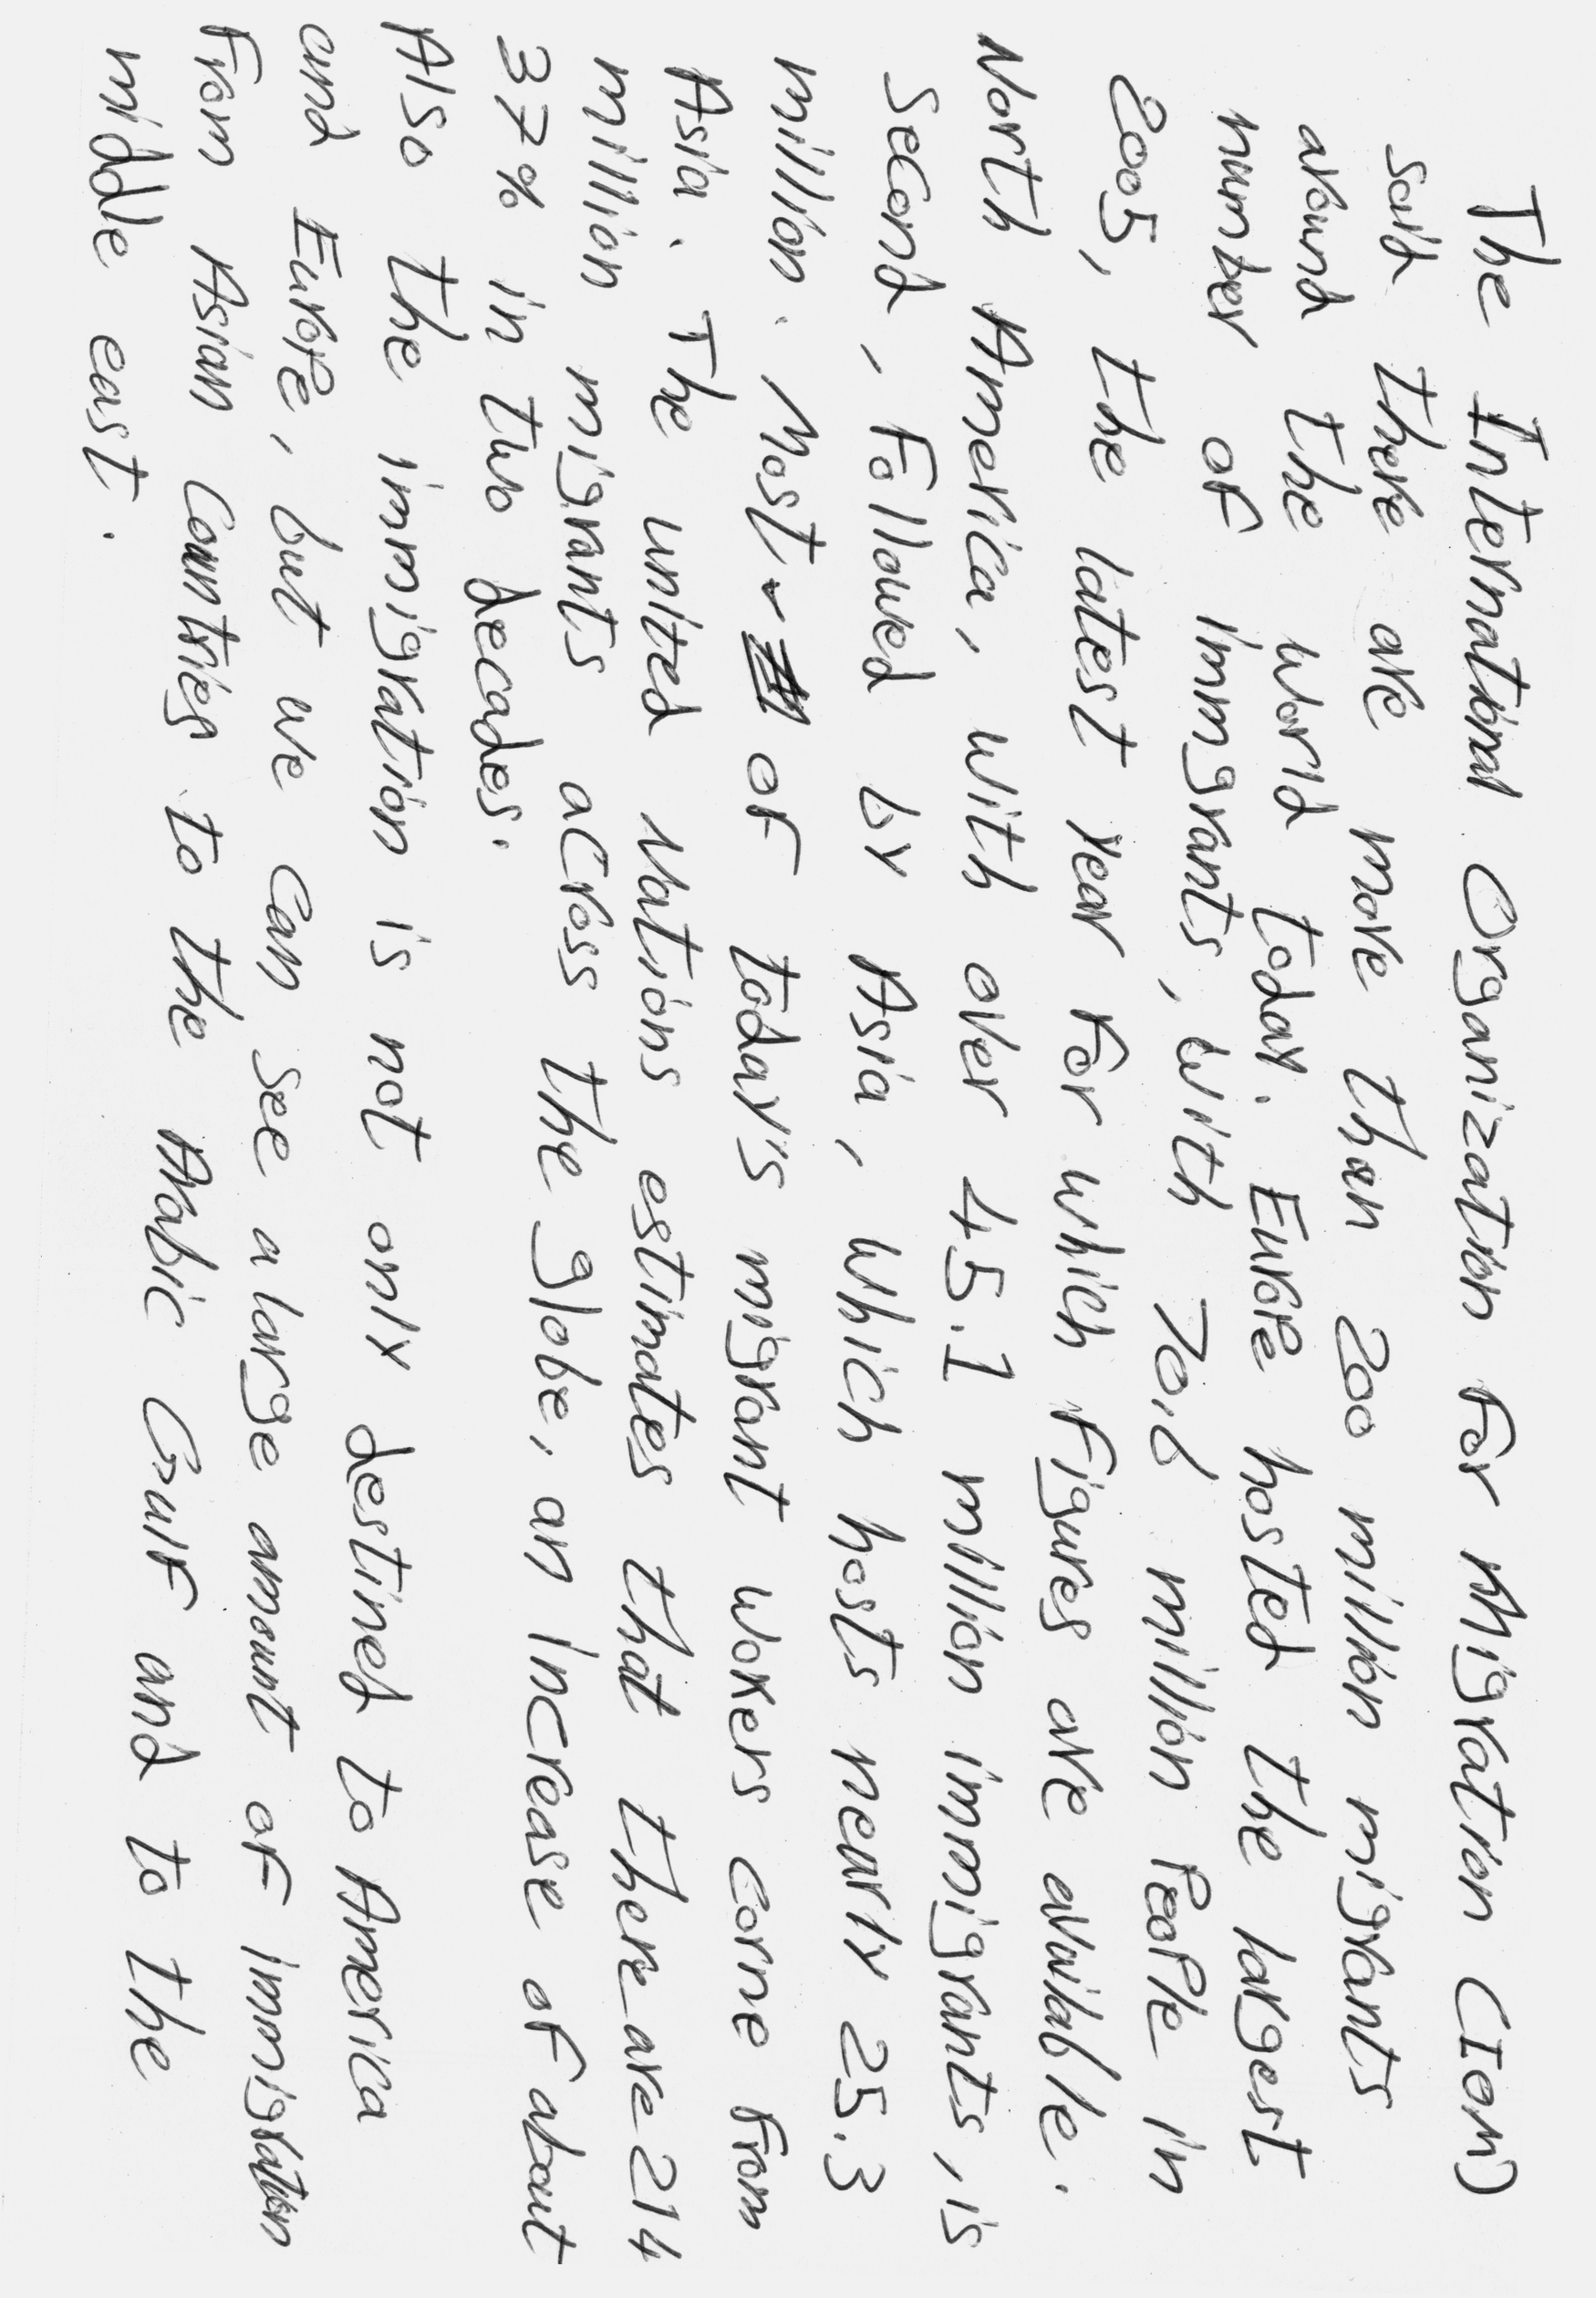 The International Organization For Migration (IOM)
said there are more than 200 million migrants
around the world today. Europe hosted the largest
number of immigrants, with 70.6 million People in
2005, the latest year For which Figures are available.
North America, with over 45.1 million immigrants, is
second, Followed by Asia, which hosts nearly 25.3
million. Most of today's migrant workers come From
Asia. The united Nations estimates that there are 214
million migrants across the globe, an increase of about
37% in two decades.
Also the immigration is not only destined to America
and Europe, but we can see a large amount of immigration
From Asian Countries to the Arabic Gulf and to the
middle east.